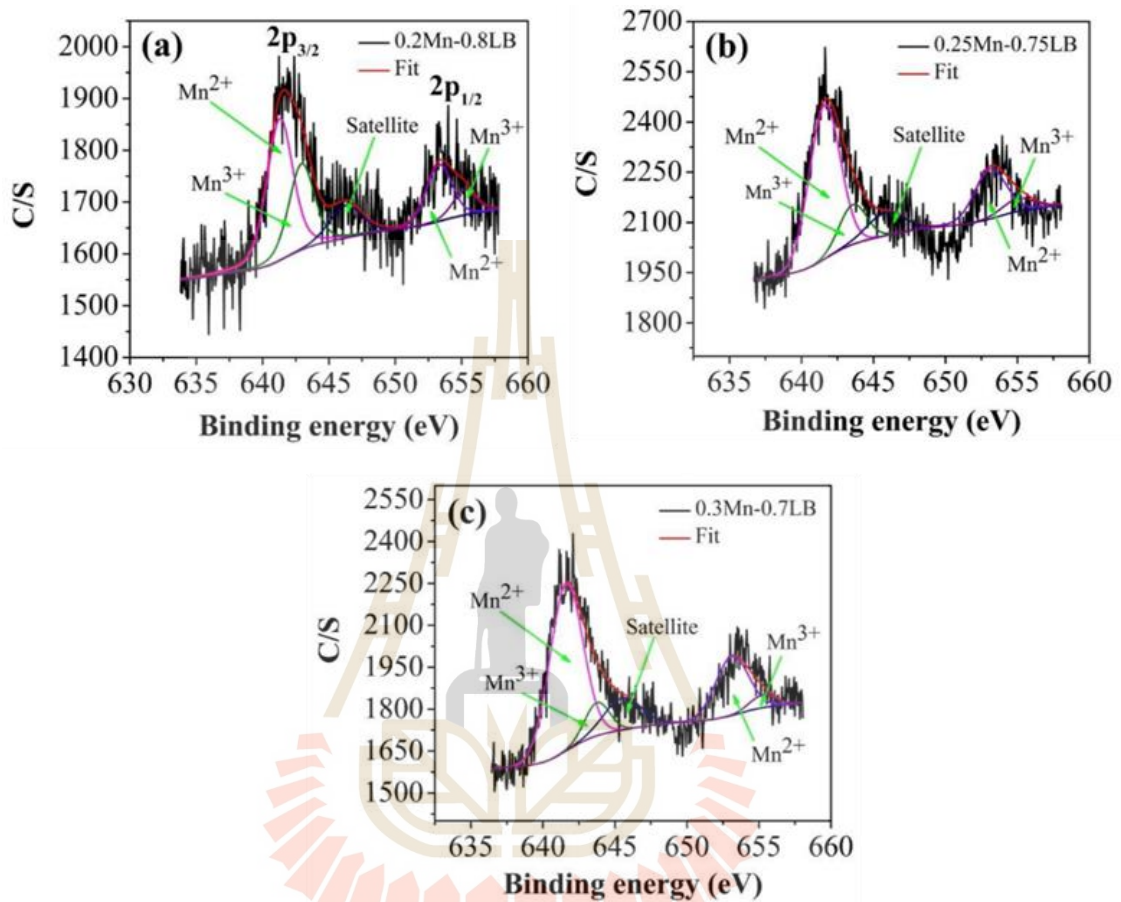 (a)
2p3/2
0.2Mn-0.8LB
Fit
Mn2+
2p1/2
Satellite
Mn3+
Mn3+
Mn2+
C/S
2000
1900
1800
1700
1600
1500
1400
630 635 640 645 650 655 660
Binding energy (eV)
(b)
0.25Mn-0.75LB
Fit
Mn2+
Satellite
Mn3+
Mn3+
Mn2+
C/S
2700
2550
2400
2250
2100
1950
1800
635 640 645 650 655 660
Binding energy (eV)
(c)
0.3Mn-0.7LB
Fit
Mn2+
Satellite
Mn3+
Mn3+
Mn2+
C/S
2550
2400
2250
2100
1950
1800
1650
1500
635 640 645 650 655 660
Binding energy (eV)